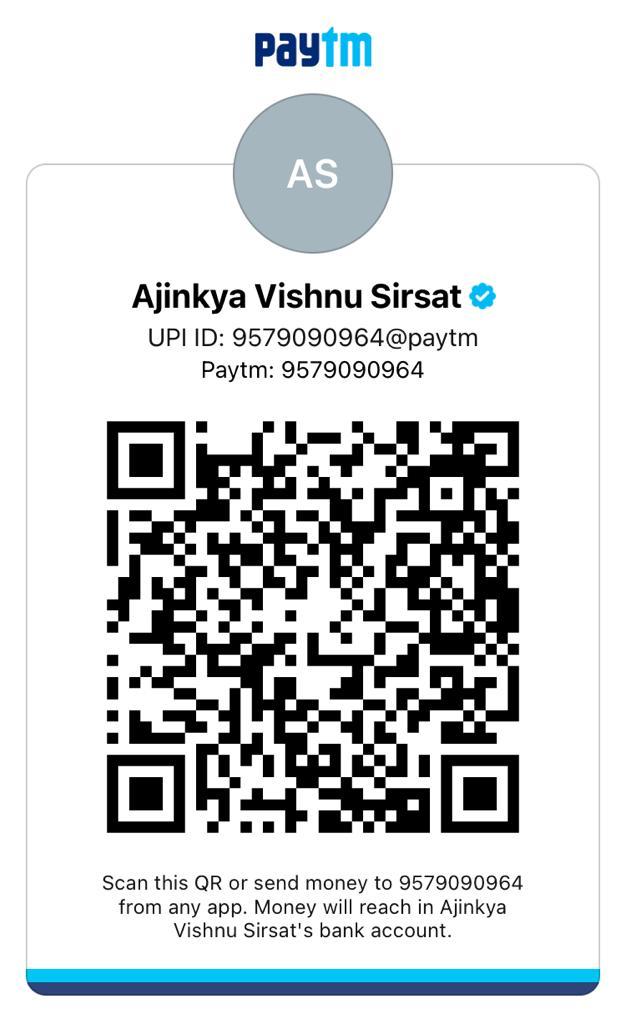 paytm
AS
Ajinkya Vishnu Sirsat
UPI ID: 9579090964@paytm
Paytm: 9579090964
Scan this QR or send money to 9579090964
from any app. Money will reach in Ajinkya
Vishnu Sirsat's bank account.